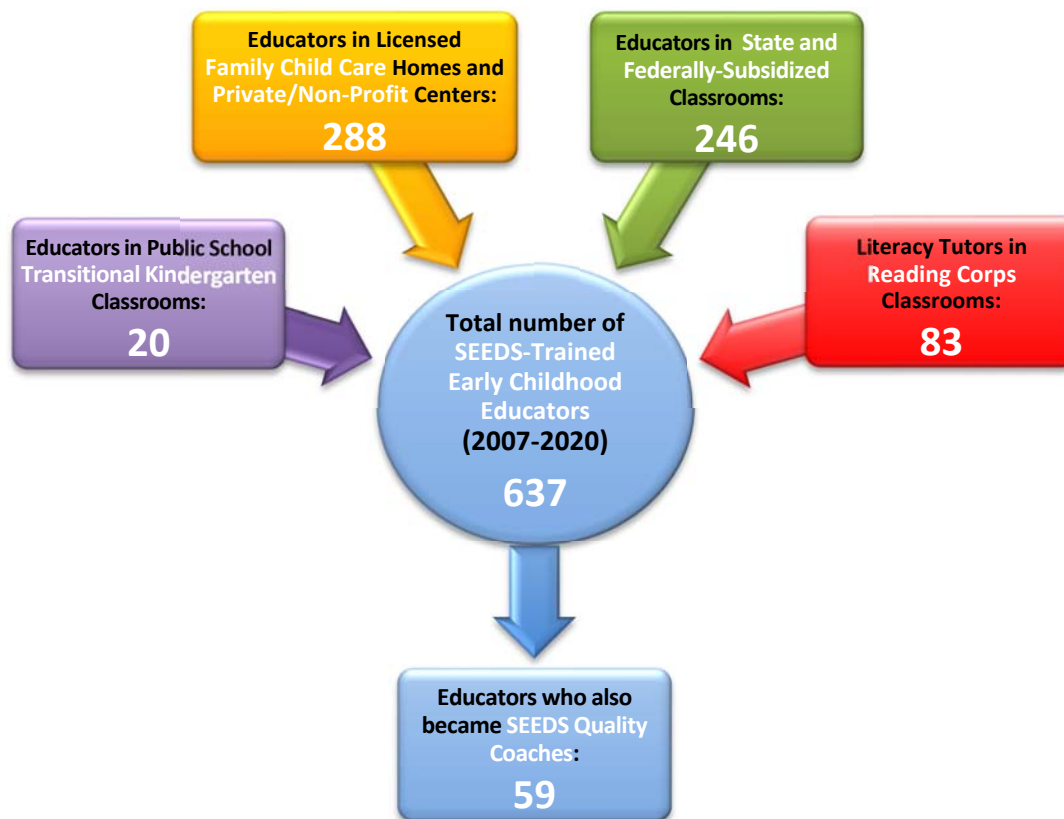 Educators in Licensed
Family Child Care Homes and
Private/Non-Profit Centers:
288
Educators in State and
Federally-Subsidized
Classrooms:
246
Educators in Public School
Transitional Kindergarten
Classrooms:
20
Literacy Tutors in
Reading Corps
Classrooms:
83
Total number of
SEEDS-Trained
Early Childhood
Educators
(2007-2020)
637
Educators who also
became SEEDS Quality
Coaches:
59